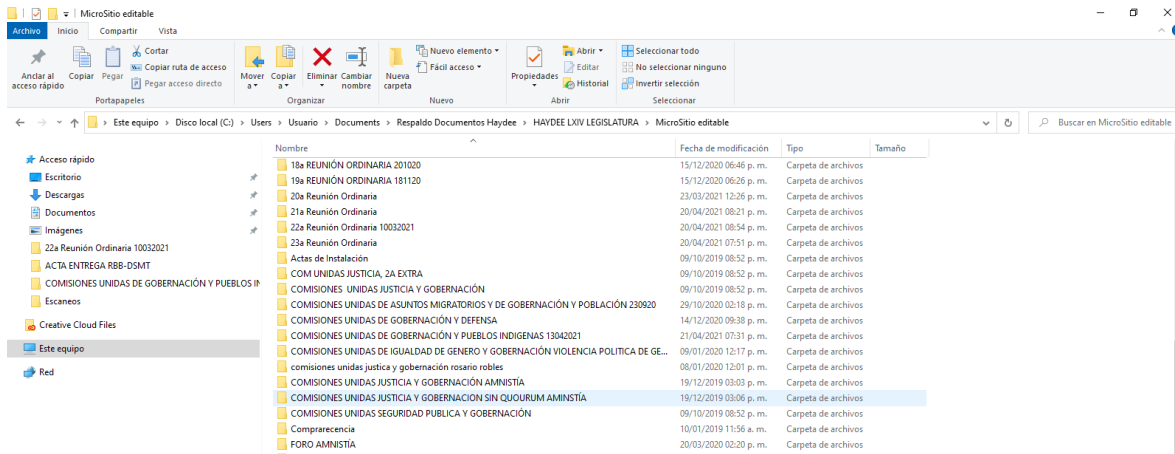 MicroSitio editable
Archivo Inicio Compartir Vista
Anclar al acceso rápido
Copiar
Pegar
Cortar
Copiar ruta de acceso
Pegar acceso directo
Portapapeles
Mover a
Copiar a
Eliminar
Cambiar nombre
Organizar
Nueva carpeta
Nuevo elemento
Fácil acceso
Nuevo
Propiedades
Abrir
Editar
Historial
Abrir
Seleccionar todo
No seleccionar ninguno
Invertir selección
Seleccionar
Este equipo > Disco local (C:) > Users > Usuario > Documents > Respaldo Documentos Haydee > HAYDEE LXIV LEGISLATURA > MicroSitio editable
Buscar en MicroSitio editable
Acceso rápido
Escritorio
Descargas
Documentos
Imágenes
22a Reunión Ordinaria 10032021
ACTA ENTREGA RBB-DSMT
COMISIONES UNIDAS DE GOBERNACIÓN Y PUEBLOS IN
Escaneos
Creative Cloud Files
Este equipo
Red
Nombre Fecha de modificación Tipo Tamaño
18a REUNIÓN ORDINARIA 201020 15/12/2020 06:46 p. m. Carpeta de archivos
19a REUNIÓN ORDINARIA 181120 15/12/2020 06:26 p. m. Carpeta de archivos
20a Reunión Ordinaria 23/03/2021 12:26 p. m. Carpeta de archivos
21a Reunión Ordinaria 20/04/2021 08:21 p. m. Carpeta de archivos
22a Reunión Ordinaria 10032021 20/04/2021 08:54 p. m. Carpeta de archivos
23a Reunión Ordinaria 20/04/2021 07:51 p. m. Carpeta de archivos
Actas de Instalación 09/10/2019 08:52 p. m. Carpeta de archivos
COM UNIDAS JUSTICIA, 2A EXTRA 09/10/2019 08:52 p. m. Carpeta de archivos
COMISIONES UNIDAS JUSTICIA Y GOBERNACIÓN 09/10/2019 08:52 p. m. Carpeta de archivos
COMISIONES UNIDAS DE ASUNTOS MIGRATORIOS Y DE GOBERNACIÓN Y POBLACIÓN 230920 29/10/2020 02:18 p. m. Carpeta de archivos
COMISIONES UNIDAS DE GOBERNACIÓN Y DEFENSA 14/12/2020 09:38 p. m. Carpeta de archivos
COMISIONES UNIDAS DE GOBERNACIÓN Y PUEBLOS INDIGENAS 13042021 21/04/2021 07:31 p. m. Carpeta de archivos
COMISIONES UNIDAS DE IGUALDAD DE GENERO Y GOBERNACIÓN VIOLENCIA POLITICA DE GE... 09/01/2020 12:17 p. m. Carpeta de archivos
comisiones unidas justica y gobernación rosario robles 08/01/2020 12:01 p. m. Carpeta de archivos
COMISIONES UNIDAS JUSTICIA Y GOBERNACIÓN AMNISTÍA 19/12/2019 03:03 p. m. Carpeta de archivos
COMISIONES UNIDAS JUSTICIA Y GOBERNACION SIN QUOURUM AMINSTÍA 19/12/2019 03:06 p. m. Carpeta de archivos
COMISIONES UNIDAS SEGURIDAD PUBLICA Y GOBERNACIÓN 09/10/2019 08:52 p. m. Carpeta de archivos
Comprarecencia 10/01/2019 11:56 a. m. Carpeta de archivos
FORO AMNISTÍA 20/03/2020 02:20 p. m. Carpeta de archivos